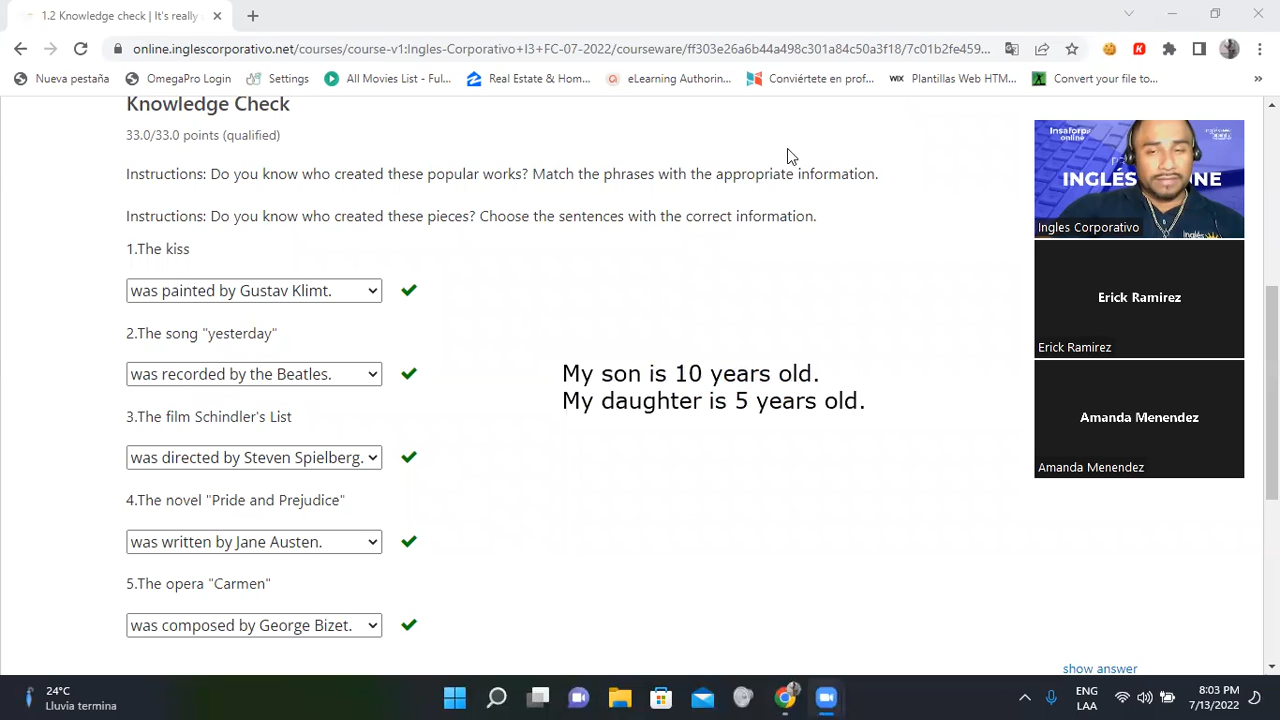 1.2 Knowledge check | It's really
online.inglescorporativo.net/courses/course-v1:Ingles-Corporativo+I3+FC-07-2022/courseware/ff303e26a6b44a498c301a84c50a3f18/7c01b2fe459...
Nueva pestaña
OmegaPro Login
Settings
All Movies List - Ful...
Real Estate & Hom...
eLearning Authorin...
Conviértete en prof...
WIX
Plantillas Web HTM...
Convert your file to...
»
Knowledge Check
33.0/33.0 points (qualified)
Instructions: Do you know who created these popular works? Match the phrases with the appropriate information.
Instructions: Do you know who created these pieces? Choose the sentences with the correct information.
1.The kiss
was painted by Gustav Klimt.
2.The song "yesterday"
was recorded by the Beatles.
3.The film Schindler's List
was directed by Steven Spielberg.
4.The novel "Pride and Prejudice"
was written by Jane Austen.
5.The opera "Carmen"
was composed by George Bizet.
My son is 10 years old.
My daughter is 5 years old.
show answer
Ingles Corporativo
Erick Ramirez
Erick Ramirez
Amanda Menendez
Amanda Menendez
24°C
Lluvia termina
ENG
LAA
8:03 PM
7/13/2022